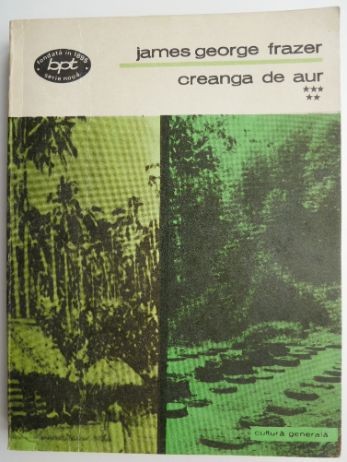 fondată în 1895
bpt
serie nouă
james george frazer
creanga de aur
***
**
cultură generală